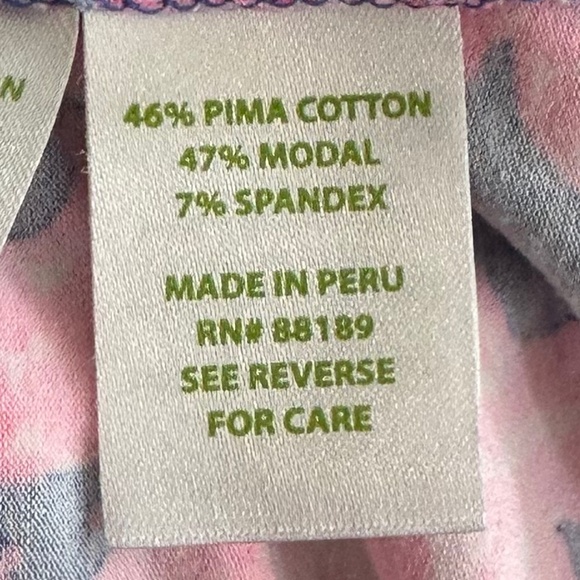 46% PIMA COTTON
47% MODAL
7% SPANDEX
MADE IN PERU
RN# 88189
SEE REVERSE
FOR CARE
N